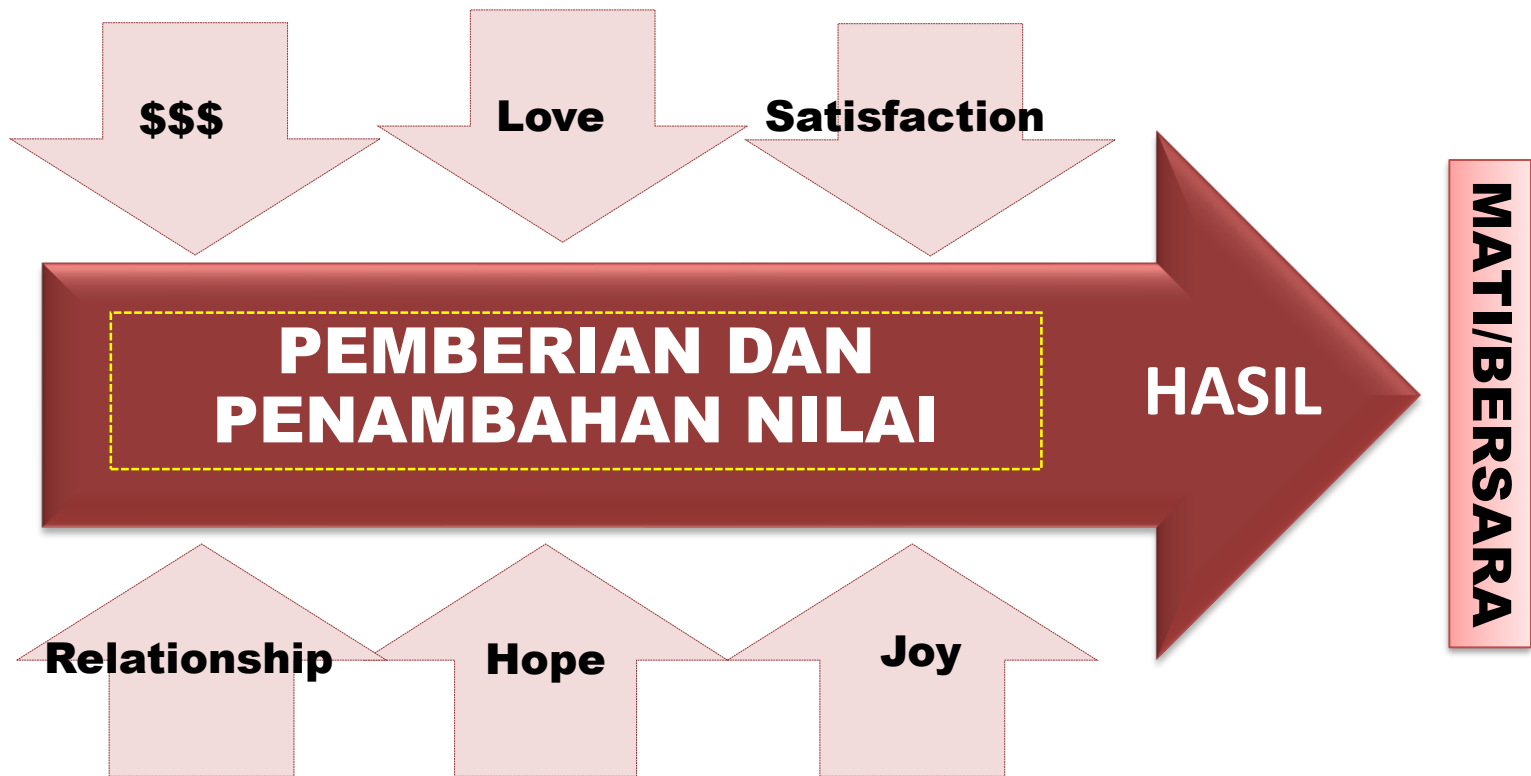 $$$
Love
Satisfaction
PEMBERIAN DAN
PENAMBAHAN NILAI
HASIL
MATI/BERSARA
Relationship
Hope
Joy